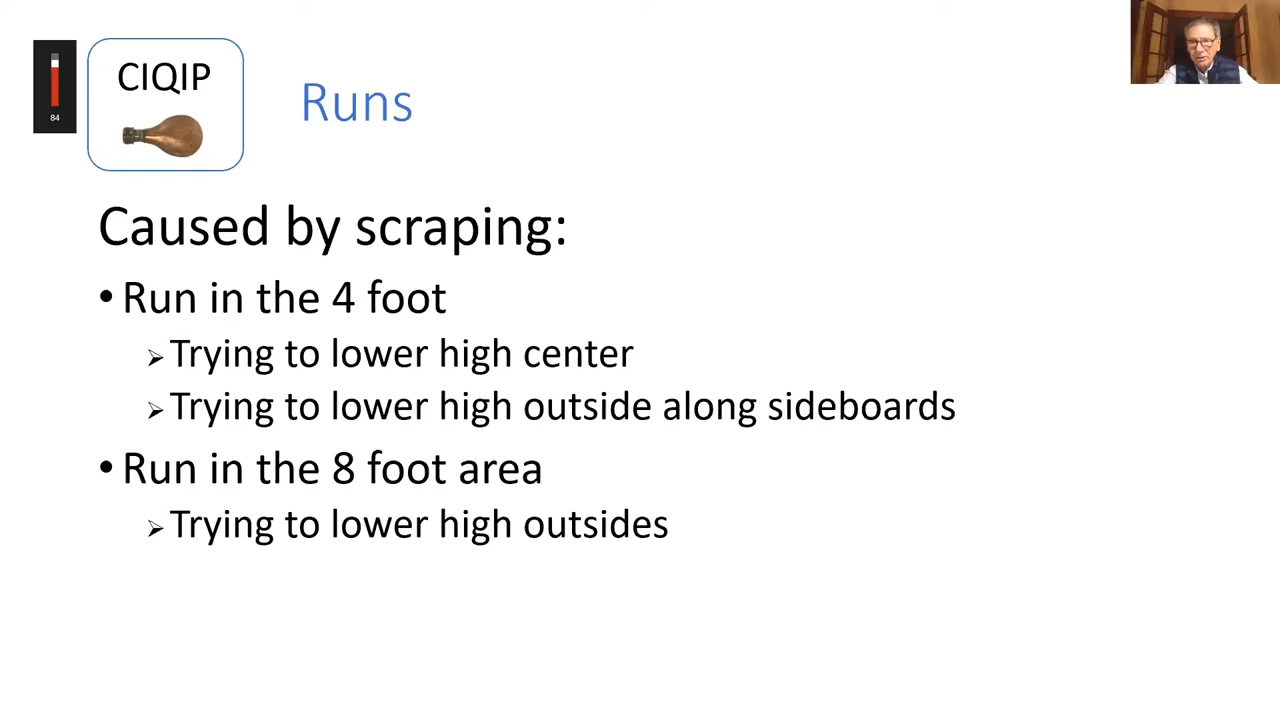 CIQIP
84
Runs
Caused by scraping:
•Run in the 4 foot
➢Trying to lower high center
➢Trying to lower high outside along sideboards
•Run in the 8 foot area
➢Trying to lower high outsides